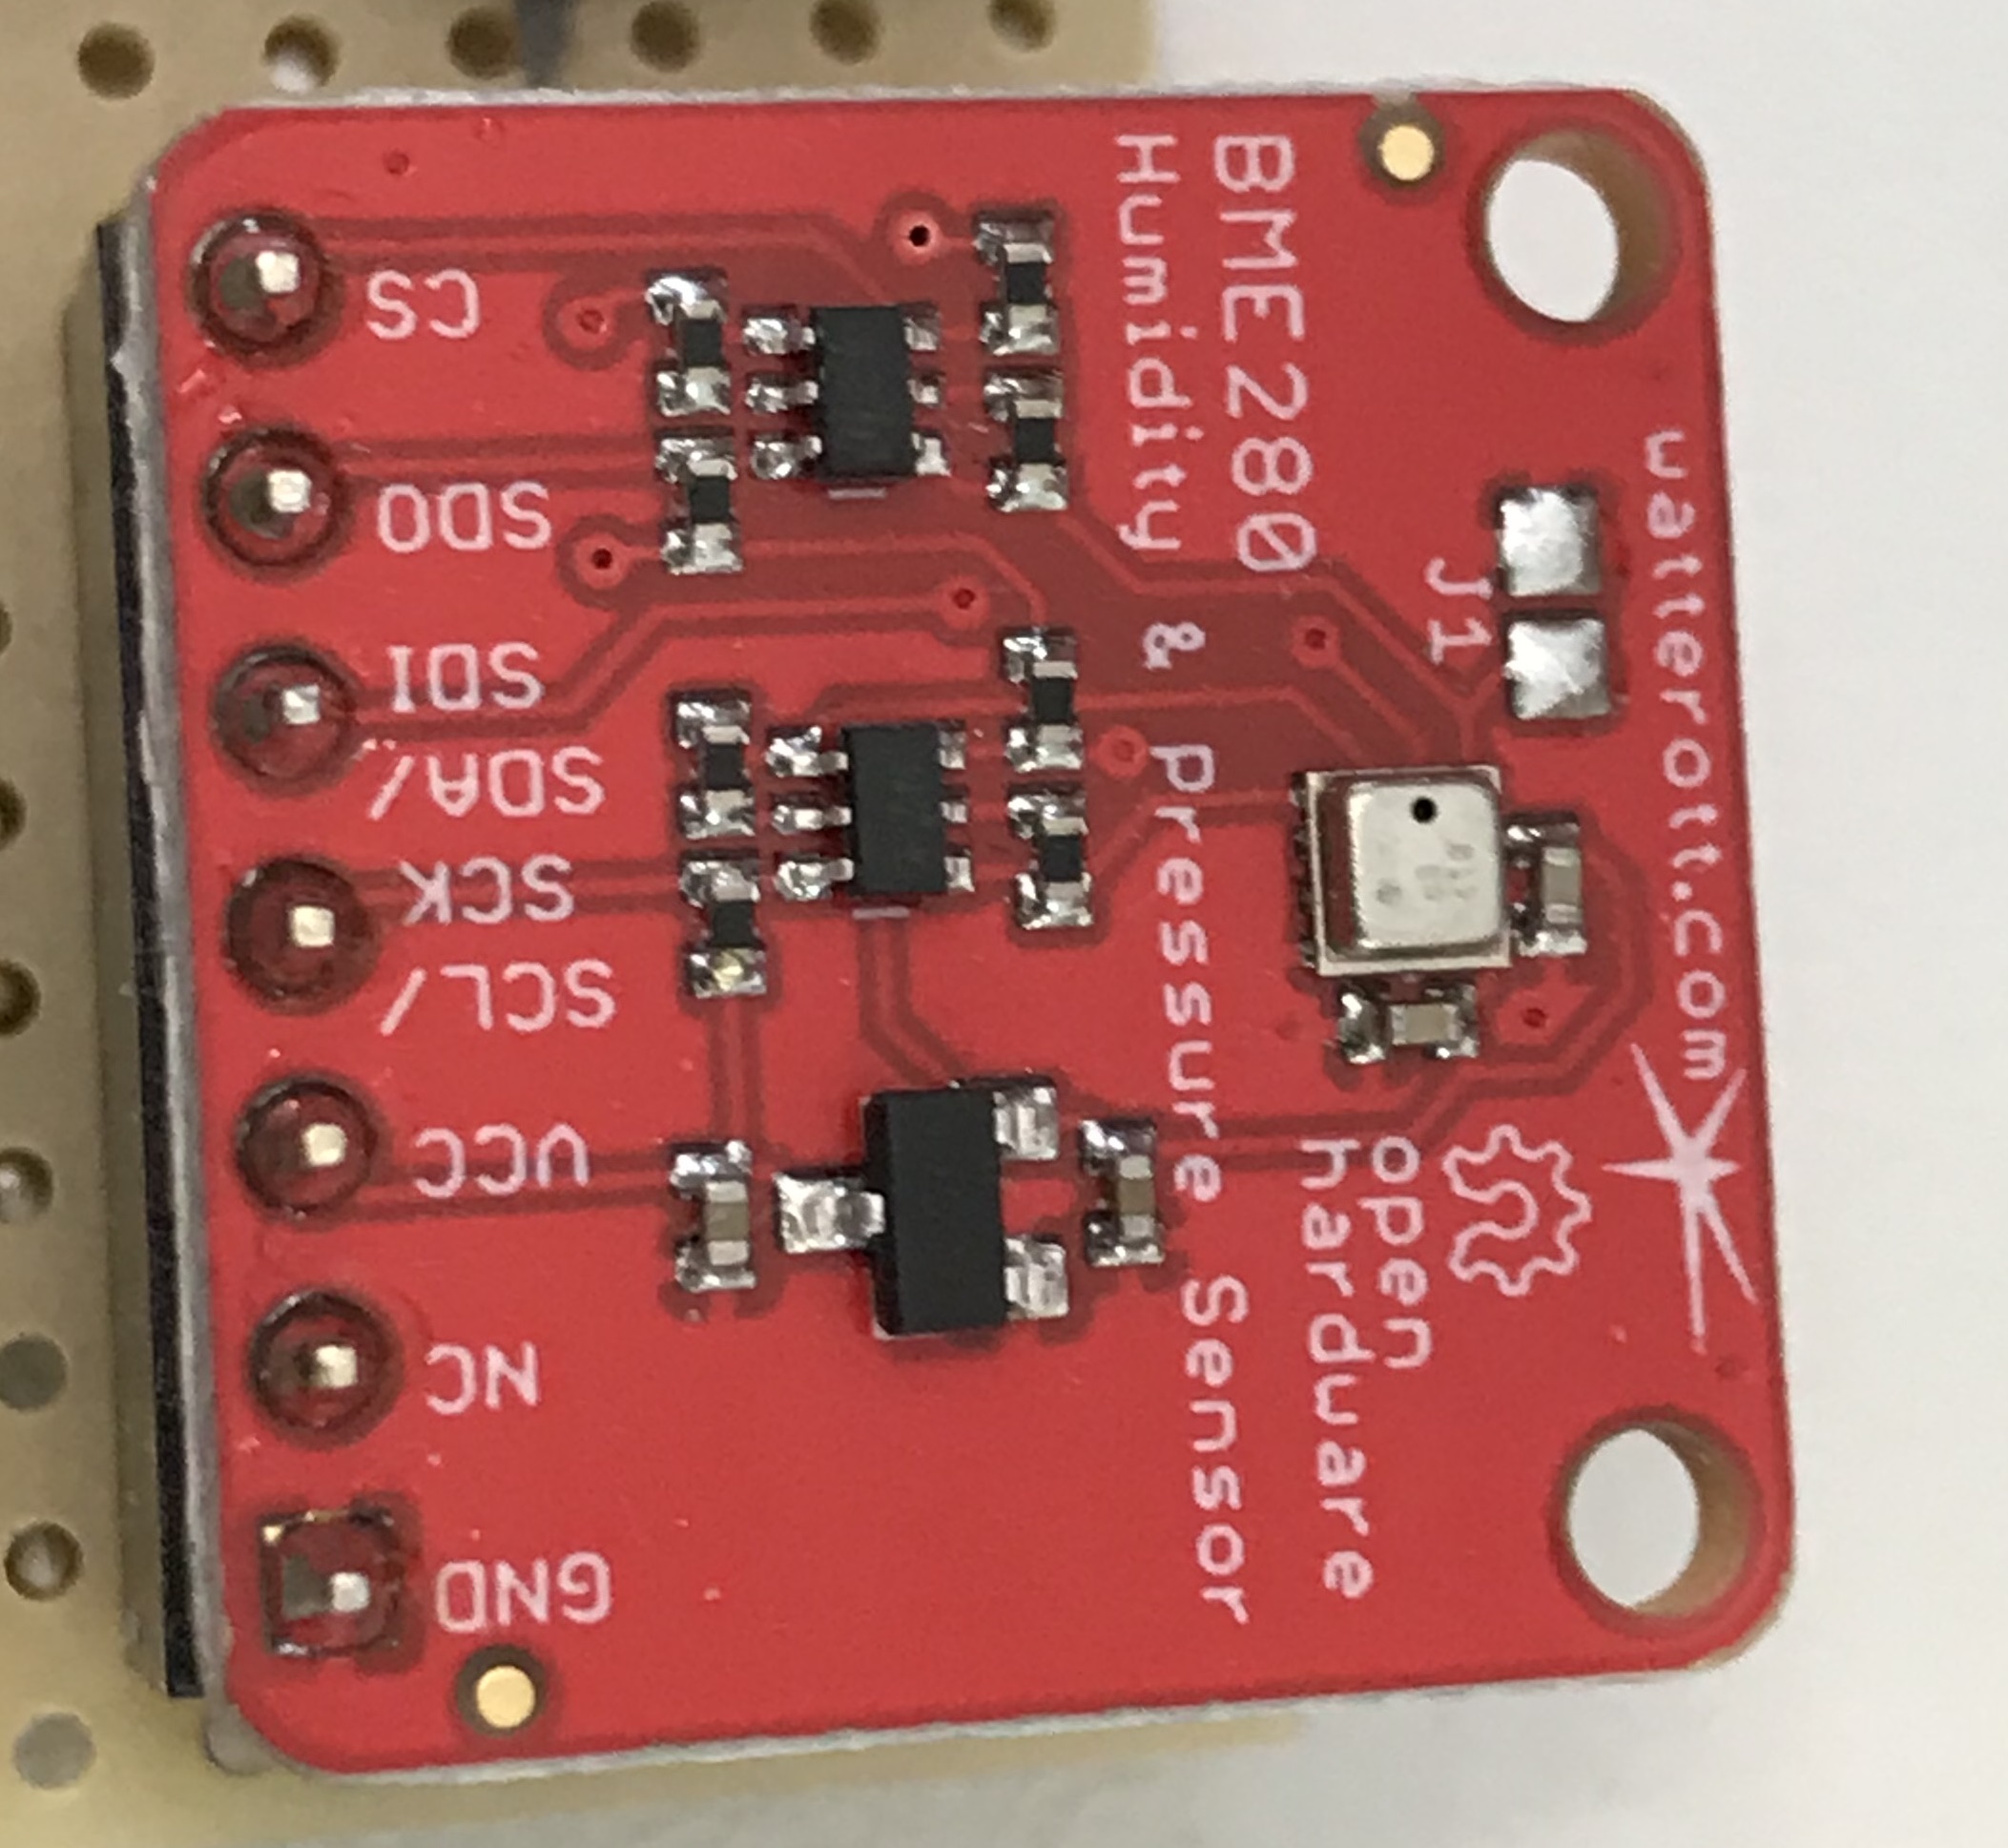 BME280
Humidity & Pressure Sensor
watterott.com
J1
open
hardware
CS
SDO
SDI
SDA/
SCK
SCL/
VCC
NC
GND